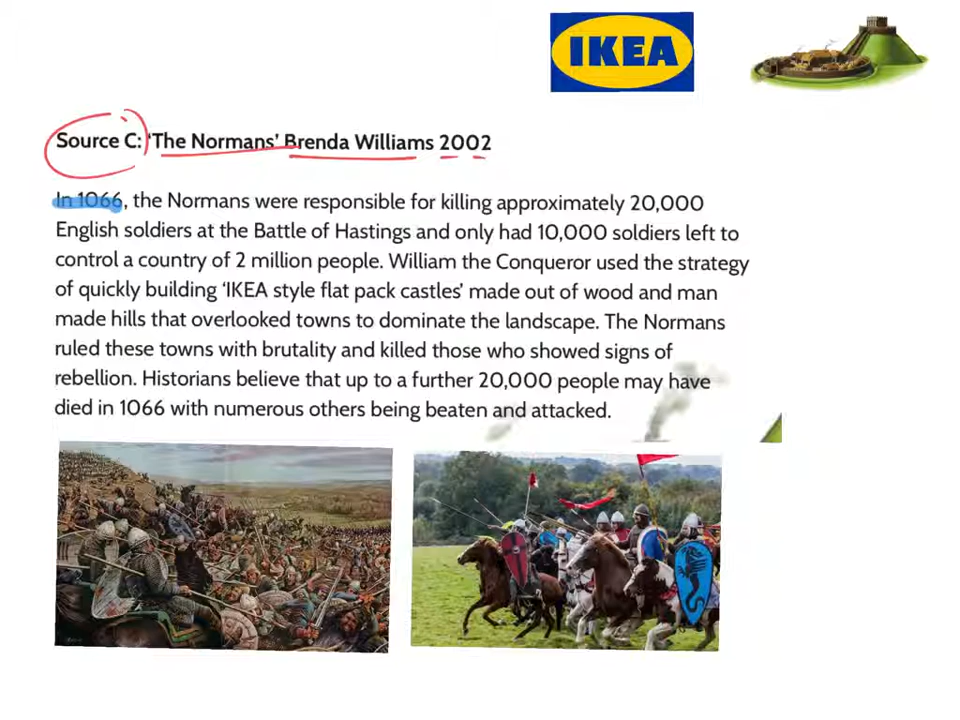 IKEA
Source C: 'The Normans' Brenda Williams 2002
In 1066, the Normans were responsible for killing approximately 20,000
English soldiers at the Battle of Hastings and only had 10,000 soldiers left to
control a country of 2 million people. William the Conqueror used the strategy
of quickly building 'IKEA style flat pack castles' made out of wood and man
made hills that overlooked towns to dominate the landscape. The Normans
ruled these towns with brutality and killed those who showed signs of
rebellion. Historians believe that up to a further 20,000 people may have
died in 1066 with numerous others being beaten and attacked.